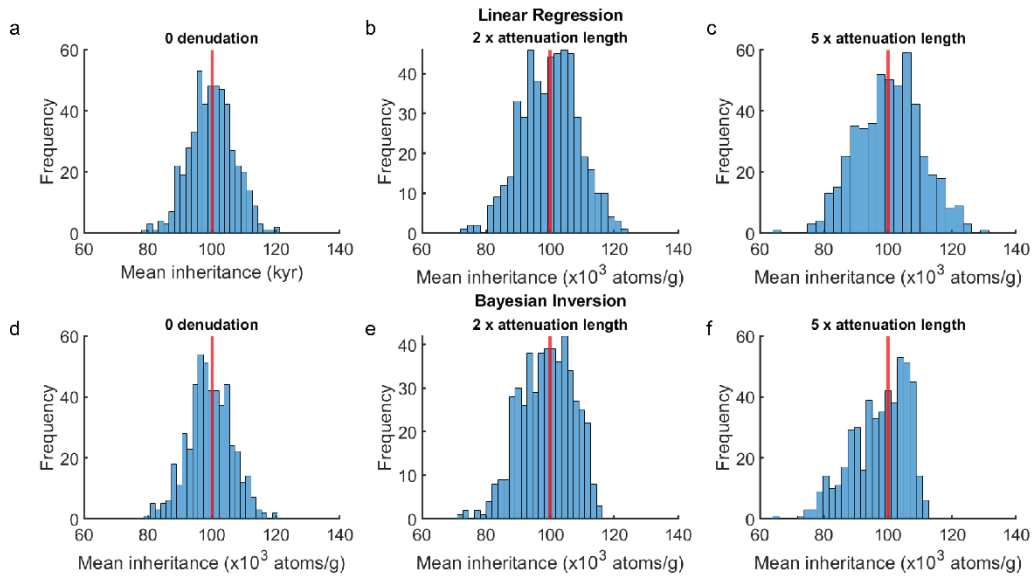 Linear Regression
a
0 denudation
60
40
20
0
Frequency
60 80 100 120 140
Mean inheritance (kyr)
b
2 x attenuation length
40
30
20
10
0
Frequency
60 80 100 120 140
Mean inheritance (x10³ atoms/g)
c
5 x attenuation length
60
40
20
0
Frequency
60 80 100 120 140
Mean inheritance (x10³ atoms/g)
Bayesian Inversion
d
0 denudation
60
40
20
0
Frequency
60 80 100 120 140
Mean inheritance (x10³ atoms/g)
e
2 x attenuation length
40
30
20
10
0
Frequency
60 80 100 120 140
Mean inheritance (x10³ atoms/g)
f
5 x attenuation length
60
40
20
0
Frequency
60 80 100 120 140
Mean inheritance (x10³ atoms/g)